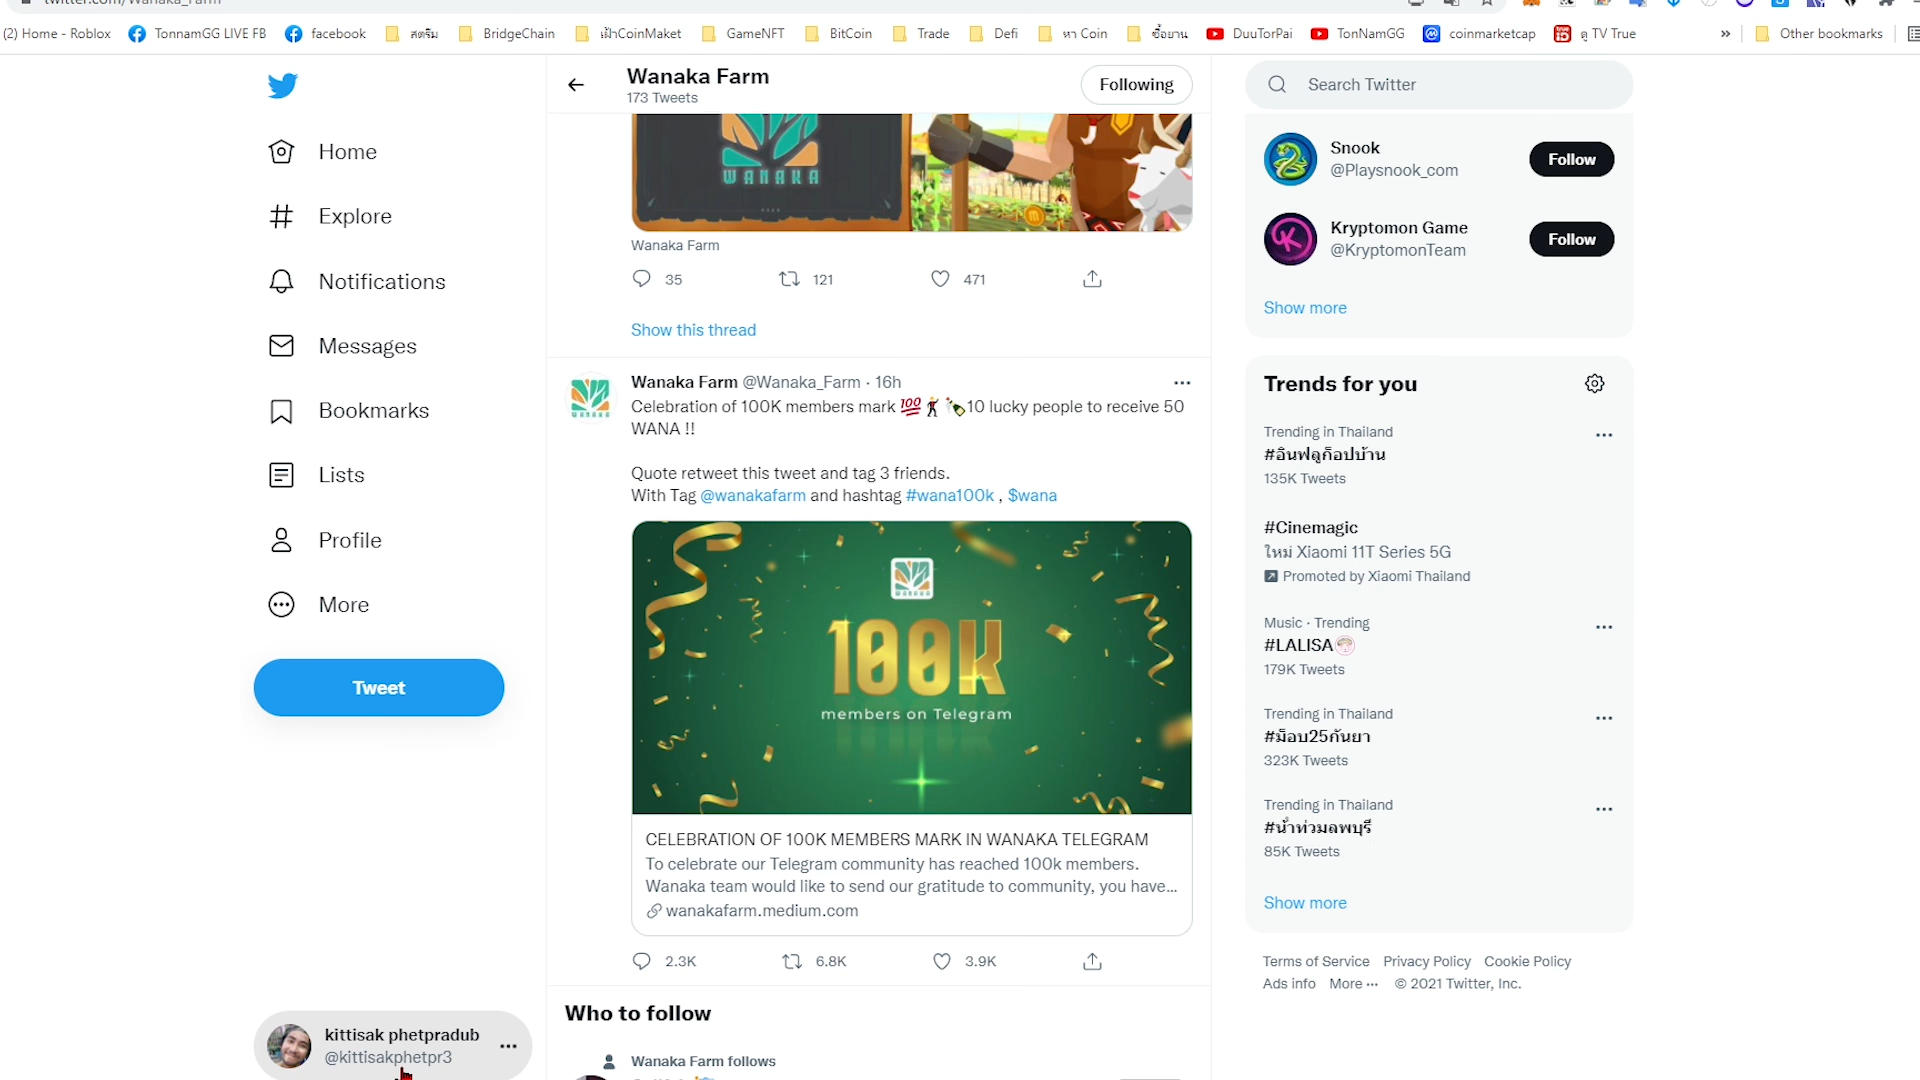 twitter.com/Wanaka_Farm
(2) Home - Roblox TonnamGG LIVE FB facebook สตรีม BridgeChain เฝ้าCoinMaket GameNFT BitCoin Trade Defi หา Coin ซื้อยาน DuuTorPai TonNamGG coinmarketcap ดู TV True » Other bookmarks
Home
Explore
Notifications
Messages
Bookmarks
Lists
Profile
More
Tweet
kittisak phetpradub
@kittisakphetpr3
Wanaka Farm
173 Tweets
Following
WANAKA
Wanaka Farm
35 121 471
Show this thread
Wanaka Farm @Wanaka_Farm · 16h
Celebration of 100K members mark 💯🕺🍾10 lucky people to receive 50
WANA !!
Quote retweet this tweet and tag 3 friends.
With Tag @wanakafarm and hashtag #wana100k , $wana
WANAKA
100K
members on Telegram
CELEBRATION OF 100K MEMBERS MARK IN WANAKA TELEGRAM
To celebrate our Telegram community has reached 100k members.
Wanaka team would like to send our gratitude to community, you have...
wanakafarm.medium.com
2.3K 6.8K 3.9K
Who to follow
Wanaka Farm follows
Search Twitter
Snook
@Playsnook_com
Follow
Kryptomon Game
@KryptomonTeam
Follow
Show more
Trends for you
Trending in Thailand
#อินฟลูก็อปบ้าน
135K Tweets
#Cinemagic
ใหม่ Xiaomi 11T Series 5G
Promoted by Xiaomi Thailand
Music · Trending
#LALISA
179K Tweets
Trending in Thailand
#ม็อบ25กันยา
323K Tweets
Trending in Thailand
#น้ำท่วมลพบุรี
85K Tweets
Show more
Terms of Service Privacy Policy Cookie Policy
Ads info More ··· © 2021 Twitter, Inc.